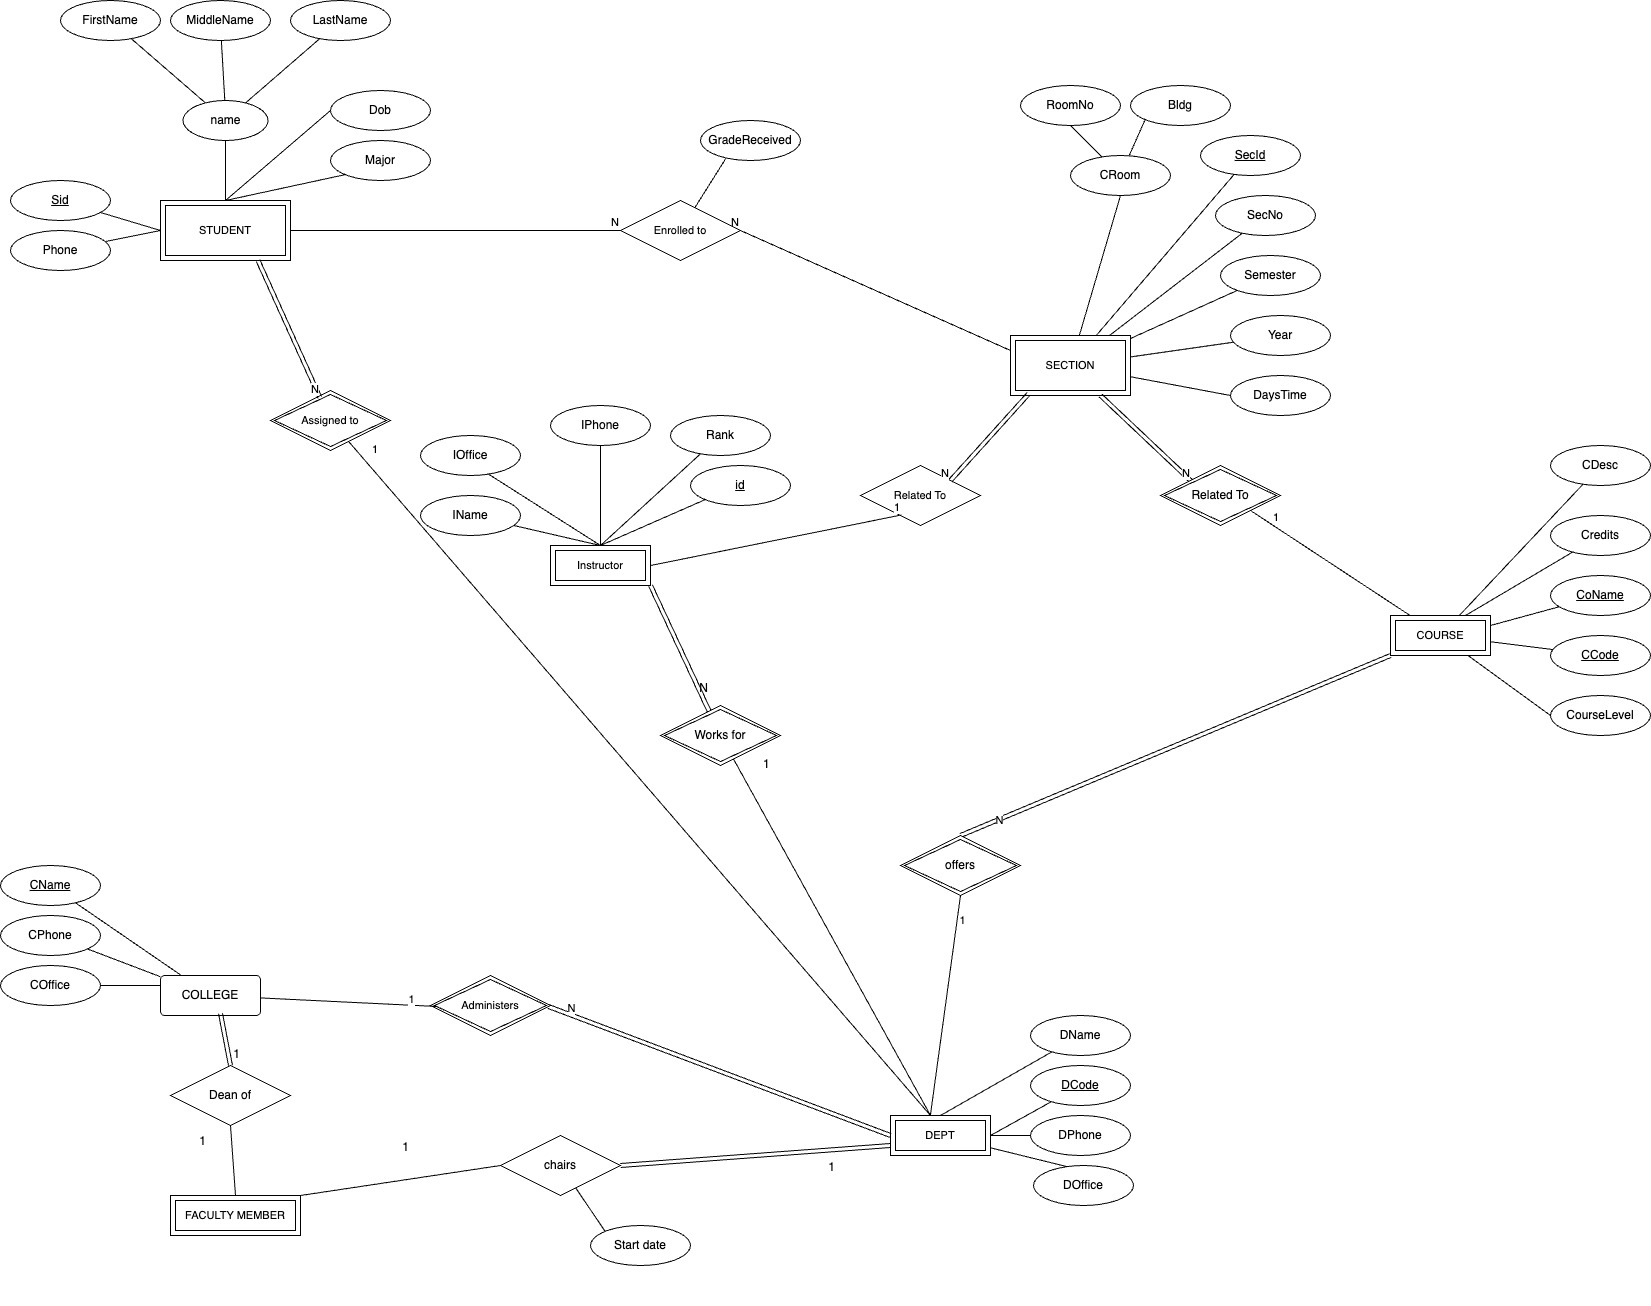 FirstName
MiddleName
LastName
name
Dob
Major
Sid
Phone
STUDENT
N
Enrolled to
N
GradeReceived
RoomNo
Bldg
CRoom
SecId
SecNo
Semester
Year
DaysTime
SECTION
N
Assigned to
1
IOffice
IPhone
Rank
id
IName
Instructor
N
Related To
1
N
Related To
1
CDesc
Credits
CoName
CCode
CourseLevel
COURSE
N
Works for
1
N
offers
1
CName
CPhone
COffice
COLLEGE
1
Administers
N
1
Dean of
1
FACULTY MEMBER
1
chairs
1
Start date
DEPT
DName
DCode
DPhone
DOffice